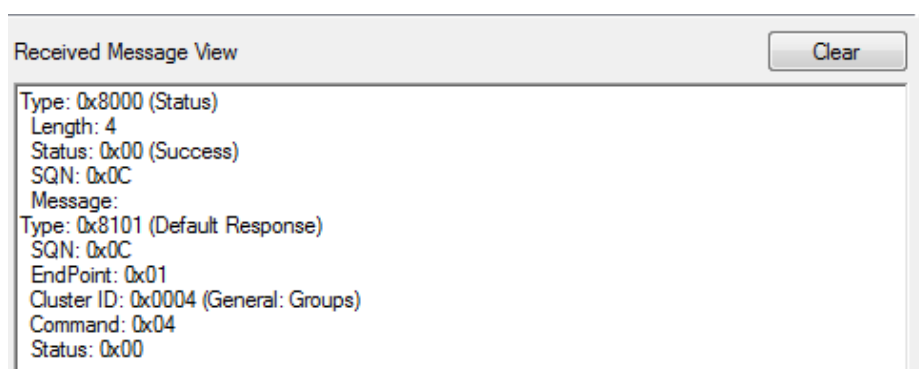 Received Message View
Clear
Type: 0x8000 (Status)
Length: 4
Status: 0x00 (Success)
SQN: 0x0C
Message:
Type: 0x8101 (Default Response)
SQN: 0x0C
EndPoint: 0x01
Cluster ID: 0x0004 (General: Groups)
Command: 0x04
Status: 0x00